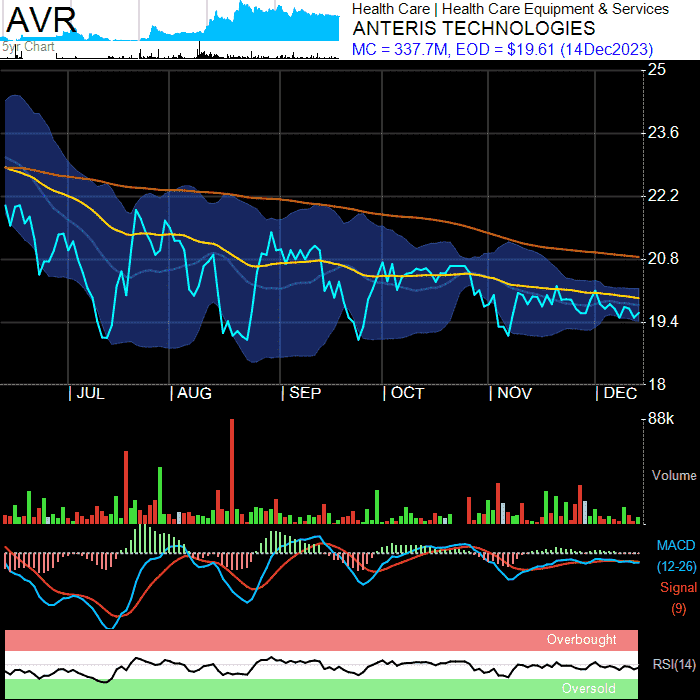 AVR
5yr Chart
Health Care | Health Care Equipment & Services
ANTERIS TECHNOLOGIES
MC = 337.7M, EOD = $19.61 (14Dec2023)
25
23.6
22.2
20.8
19.4
18
| JUL | AUG | SEP | OCT | NOV | DEC
88k
Volume
MACD
(12-26)
Signal
(9)
Overbought
RSI(14)
Oversold